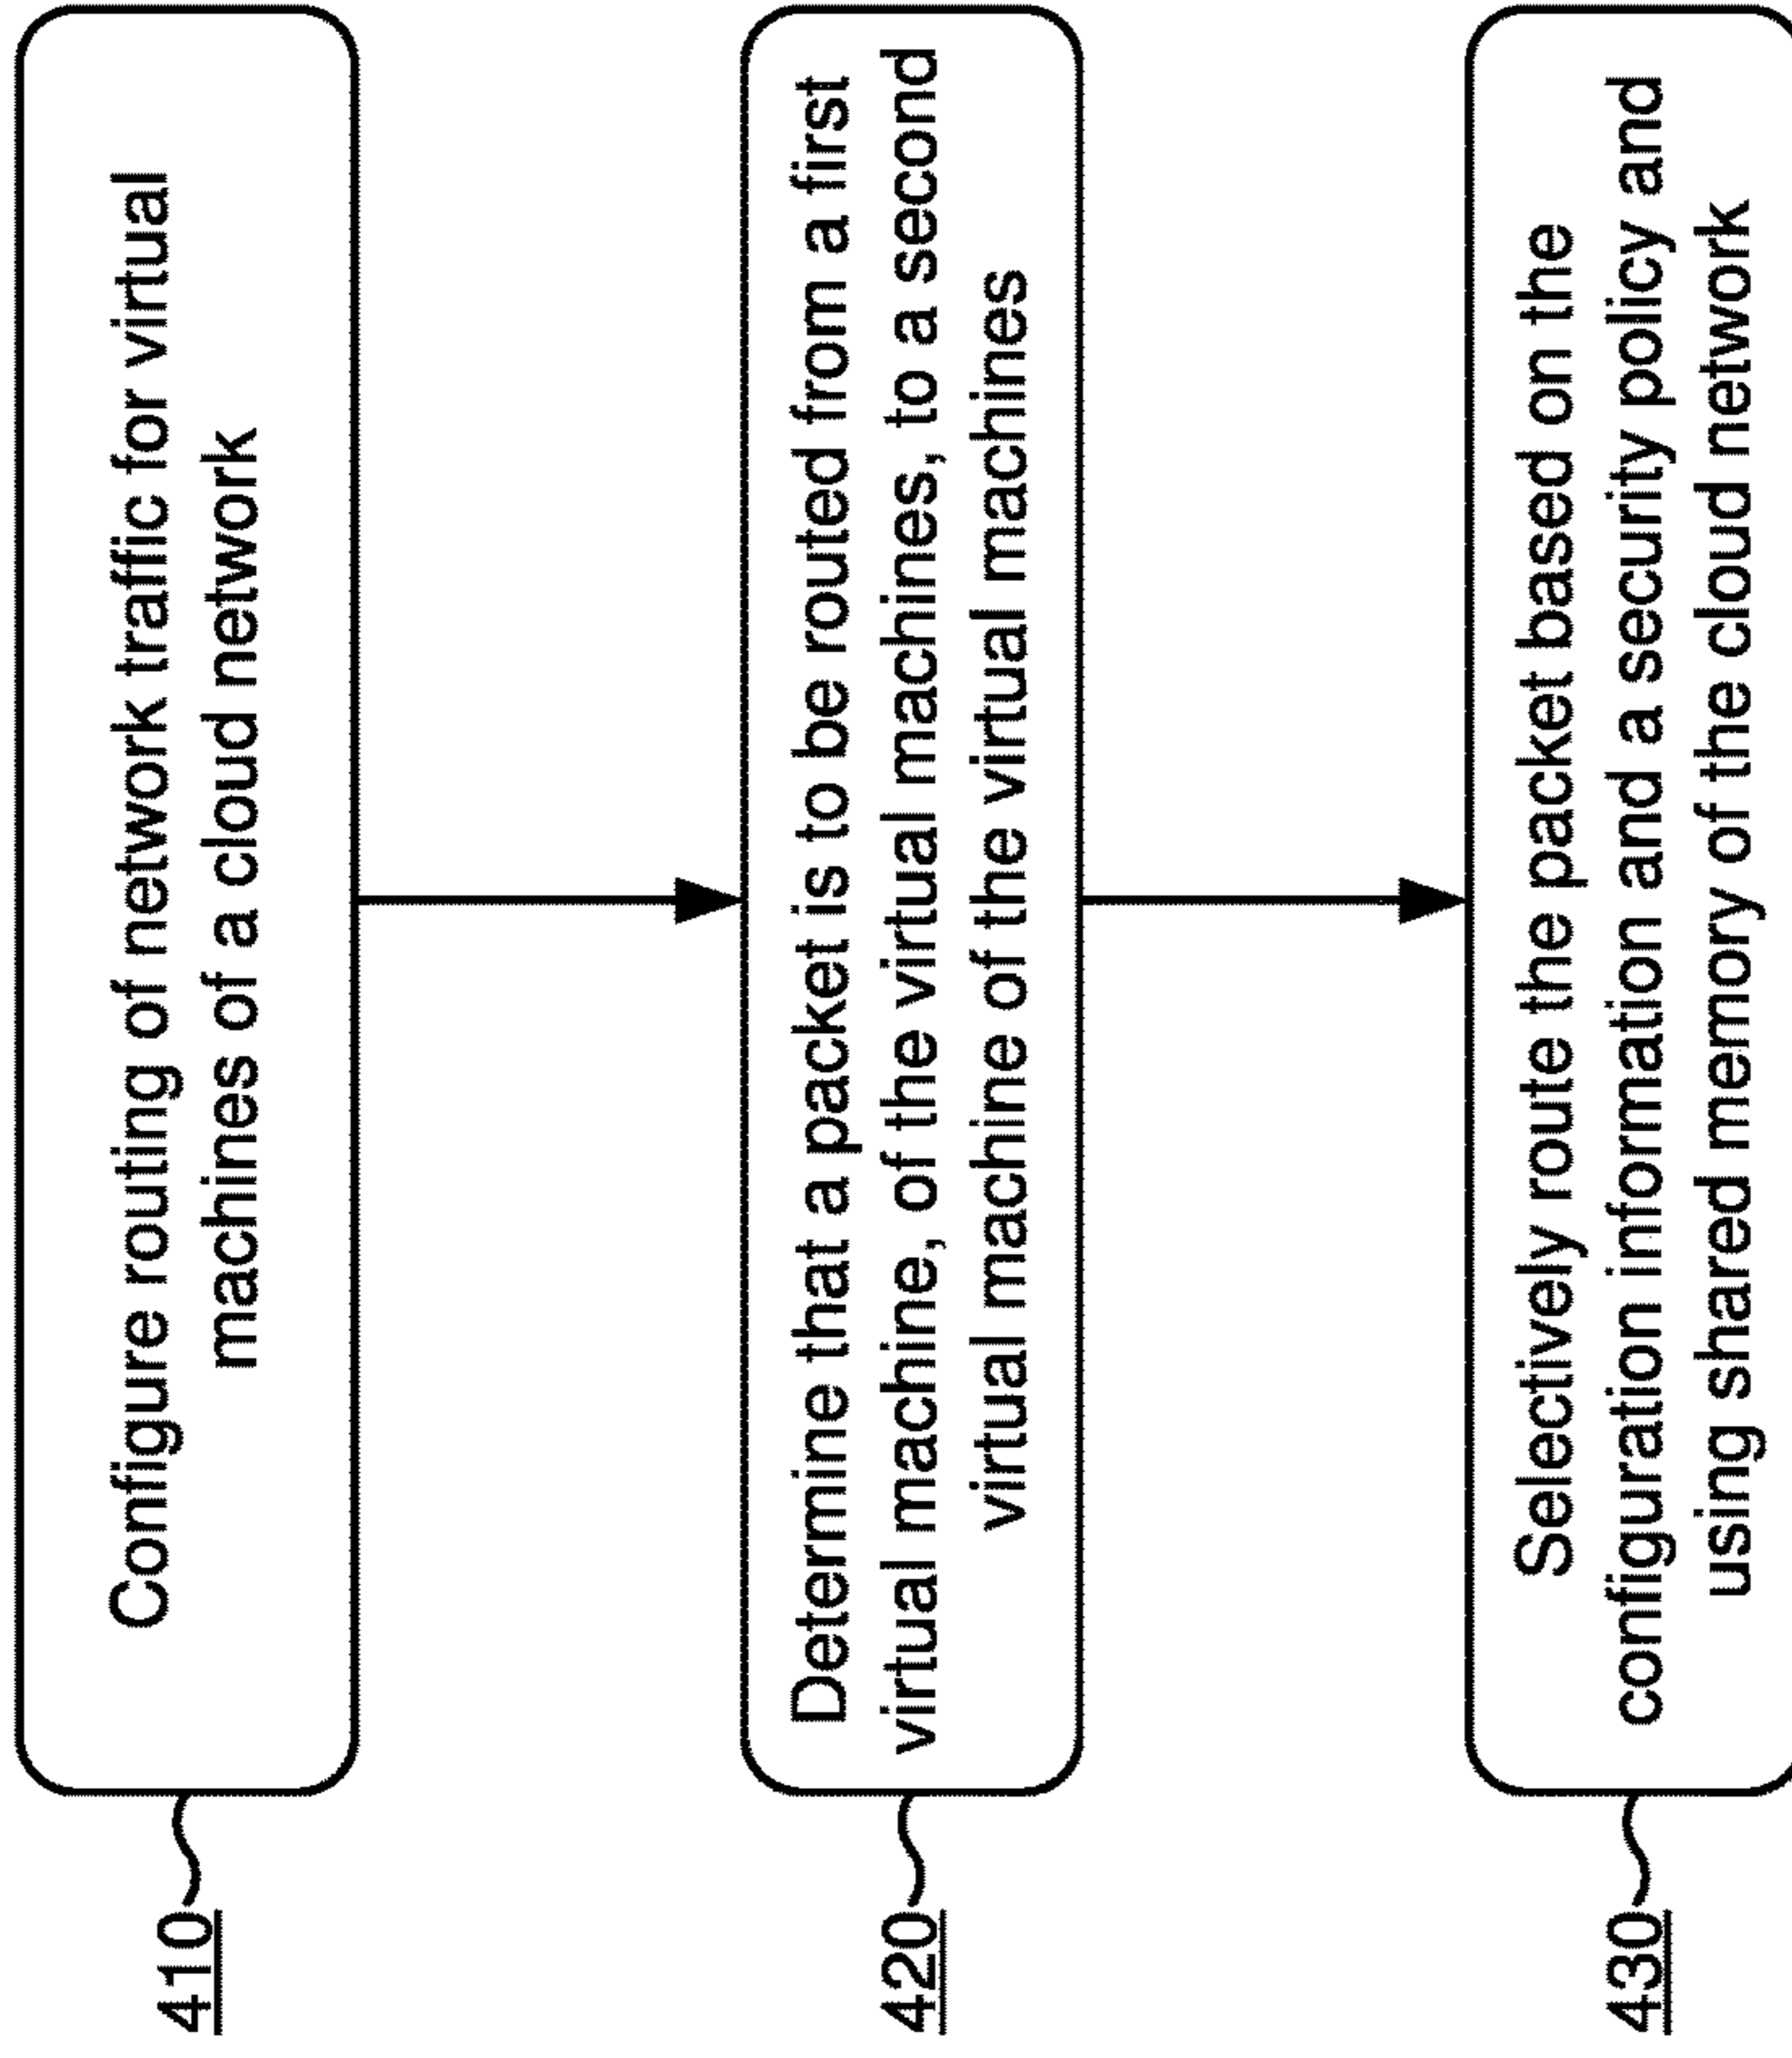 410
Configure routing of network traffic for virtual
machines of a cloud network
420
Determine that a packet is to be routed from a first
virtual machine, of the virtual machines, to a second
virtual machine of the virtual machines
430
Selectively route the packet based on the
configuration information and a security policy and
using shared memory of the cloud network